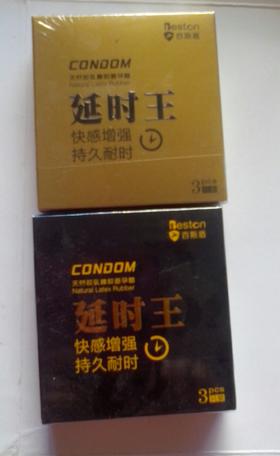 Beston
百斯盾
CONDOM
天然胶乳橡胶避孕套
Natural Latex Rubber
延时王
快感增强
持久耐时
3pcs
Beston
百斯盾
CONDOM
天然胶乳橡胶避孕套
Natural Latex Rubber
延时王
快感增强
持久耐时
3pcs